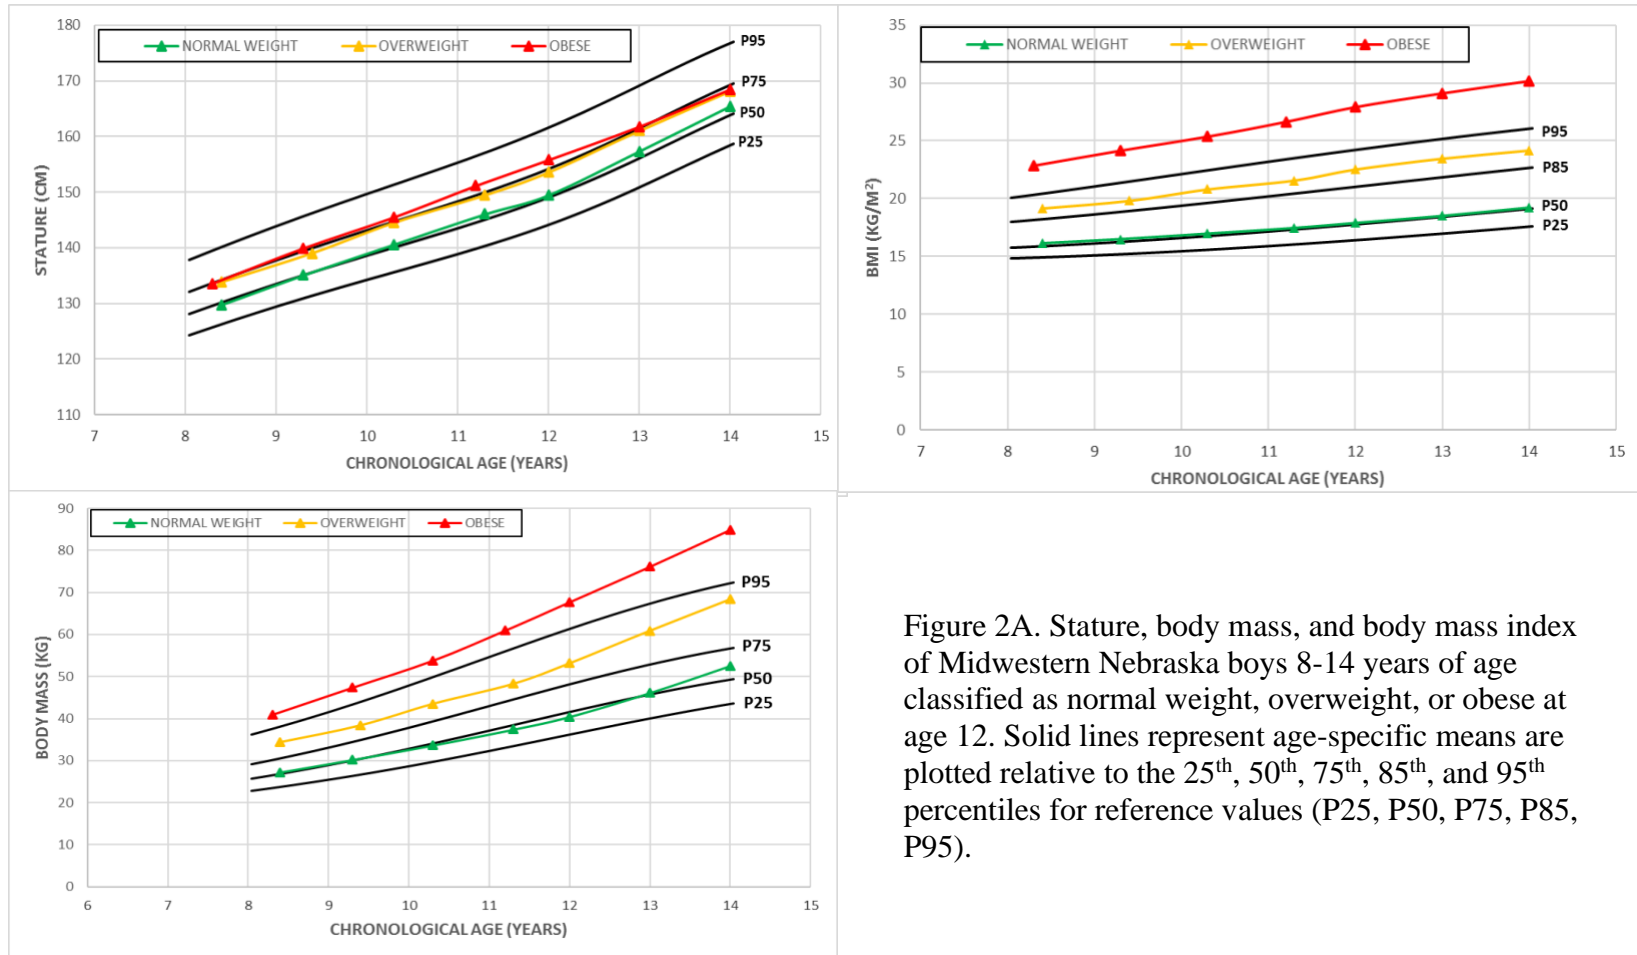 180
170
160
150
140
130
120
110
STATURE (CM)
NORMAL WEIGHT OVERWEIGHT OBESE
P95
P75
P50
P25
7 8 9 10 11 12 13 14 15
CHRONOLOGICAL AGE (YEARS)
35
30
25
20
15
10
5
0
BMI (KG/M²)
NORMAL WEIGHT OVERWEIGHT OBESE
P95
P85
P50
P25
7 8 9 10 11 12 13 14 15
CHRONOLOGICAL AGE (YEARS)
90
80
70
60
50
40
30
20
10
0
BODY MASS (KG)
NORMAL WEIGHT OVERWEIGHT OBESE
P95
P75
P50
P25
6 7 8 9 10 11 12 13 14 15
CHRONOLOGICAL AGE (YEARS)
Figure 2A. Stature, body mass, and body mass index
of Midwestern Nebraska boys 8-14 years of age
classified as normal weight, overweight, or obese at
age 12. Solid lines represent age-specific means are
plotted relative to the 25th, 50th, 75th, 85th, and 95th
percentiles for reference values (P25, P50, P75, P85,
P95).